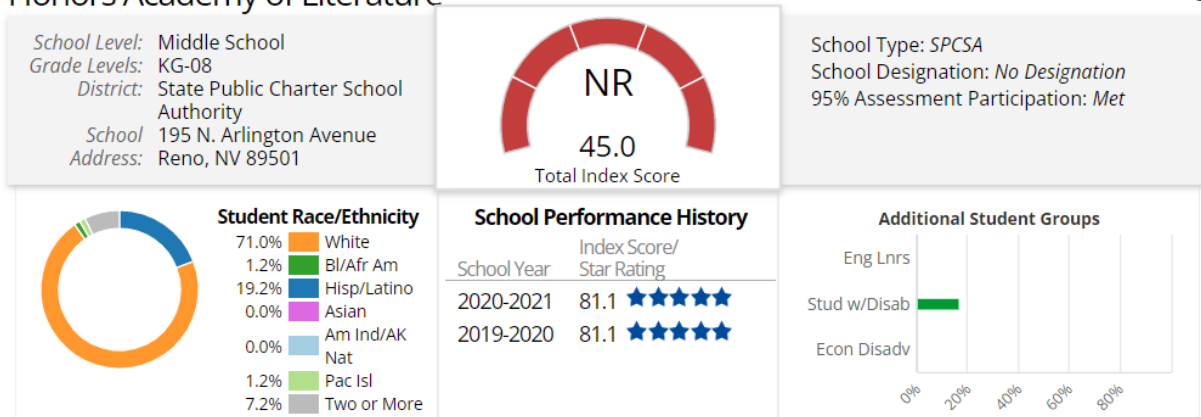 Honors Academy of Literature
School Level: Middle School
Grade Levels: KG-08
District: State Public Charter School
Authority
School 195 N. Arlington Avenue
Address: Reno, NV 89501
NR
45.0
Total Index Score
School Type: SPCSA
School Designation: No Designation
95% Assessment Participation: Met
Student Race/Ethnicity
71.0% White
1.2% Bl/Afr Am
19.2% Hisp/Latino
0.0% Asian
0.0% Am Ind/AK
Nat
1.2% Pac Isl
7.2% Two or More
School Performance History
Index Score/
School Year Star Rating
2020-2021 81.1
2019-2020 81.1
Additional Student Groups
Eng Lnrs
Stud w/Disab
Econ Disadv
0% 20% 40% 60% 80%